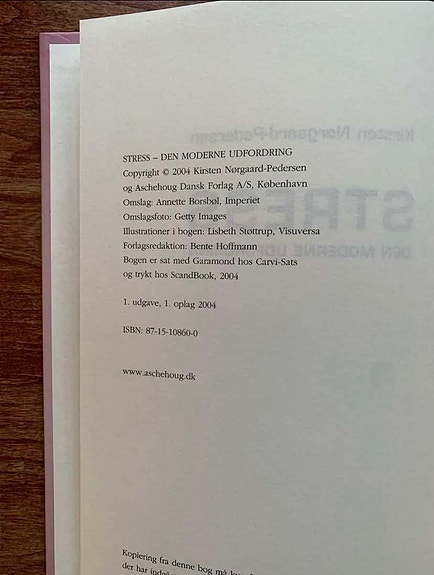 STRESS – DEN MODERNE UDFORDRING
Copyright © 2004 Kirsten Nørgaard-Pedersen
og Aschehoug Dansk Forlag A/S, København
Omslag: Annette Borsbøl, Imperiet
Omslagsfoto: Getty Images
Illustrationer i bogen: Lisbeth Støttrup, Visuversa
Forlagsredaktion: Bente Hoffmann
Bogen er sat med Garamond hos Carvi-Sats
og trykt hos ScandBook, 2004
1. udgave, 1. oplag 2004
ISBN: 87-15-10860-0
www.aschehoug.dk
Kopiering fra denne bog må
der har